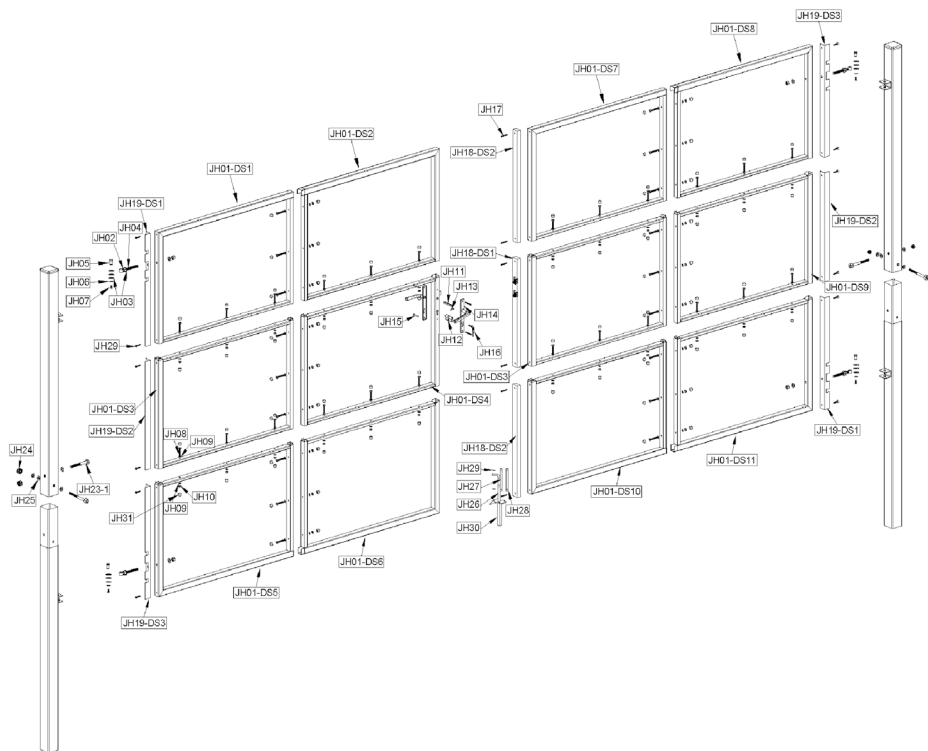 JH19-DS3
JH01-DS8
JH01-DS7
JH17
JH01-DS2
JH18-DS2
JH01-DS1
JH19-DS1
JH04
JH02
JH05
JH06
JH03
JH07
JH29
JH19-DS2
JH18-DS1
JH11
JH13
JH14
JH15
JH12
JH16
JH01-DS9
JH01-DS3
JH01-DS3
JH01-DS4
JH19-DS2
JH08
JH09
JH19-DS1
JH24
JH25
JH23-1
JH18-DS2
JH01-DS11
JH29
JH27
JH26
JH28
JH30
JH01-DS10
JH10
JH31
JH09
JH01-DS6
JH01-DS5
JH19-DS3